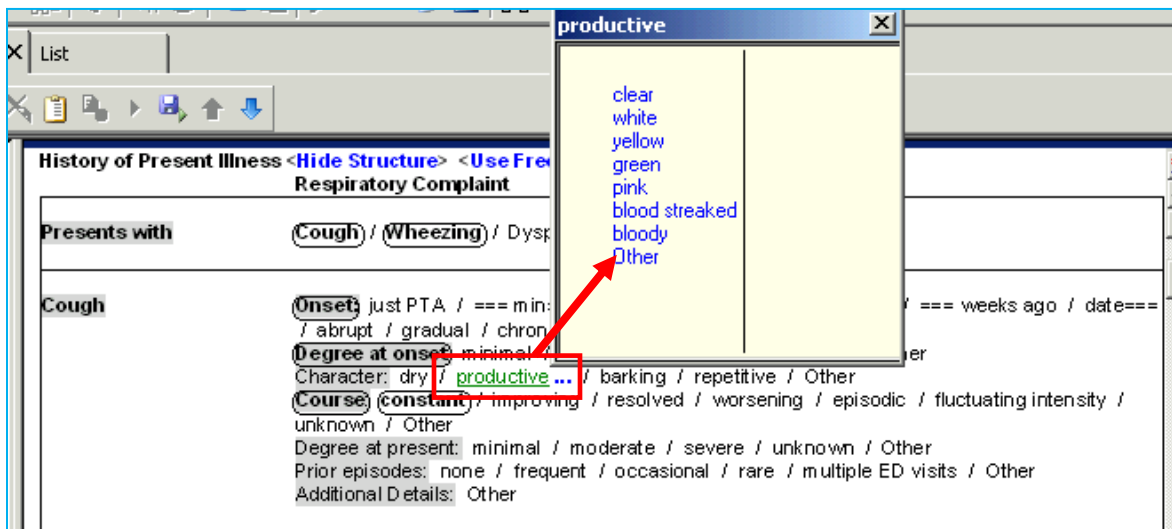 productive
List
clear
white
yellow
green
pink
blood streaked
bloody
Other
History of Present Illness <Hide Structure> <Use Free
Respiratory Complaint
Presents with Cough / Wheezing / Dysp
Cough Onset: just PTA / === min / === weeks ago / date===
/ abrupt / gradual / chron
Degree at onset minimal
Character: dry / productive ... / barking / repetitive / Other
Course: constant / improving / resolved / worsening / episodic / fluctuating intensity /
unknown / Other
Degree at present: minimal / moderate / severe / unknown / Other
Prior episodes: none / frequent / occasional / rare / multiple ED visits / Other
Additional Details: Other